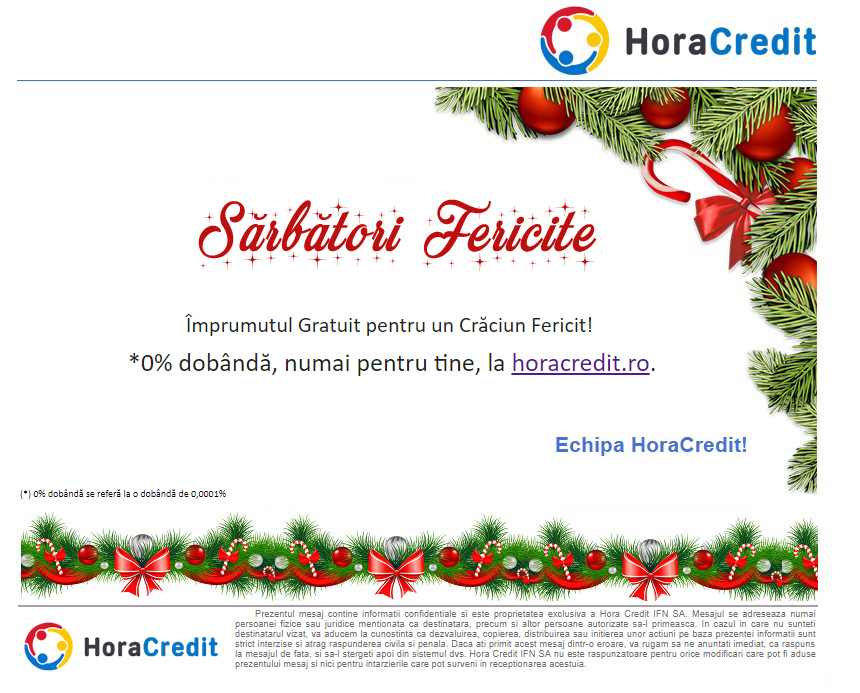 HoraCredit
Sărbători Fericite
Împrumutul Gratuit pentru un Crăciun Fericit!
*0% dobândă, numai pentru tine, la horacredit.ro.
Echipa HoraCredit!
(*) 0% dobândă se referă la o dobândă de 0,0001%
HoraCredit
Prezentul mesaj contine informatii confidentiale si este proprietatea exclusiva a Hora Credit IFN SA. Mesajul se adreseaza numai
persoanei fizice sau juridice mentionata ca destinatara, precum si altor persoane autorizate sa-l primeasca. In cazul in care nu sunteti
destinatarul vizat, va aducem la cunostinta ca dezvaluirea, copierea, distribuirea sau initierea unor actiuni pe baza prezentei informatii sunt
strict interzise si atrag raspunderea civila si penala. Daca ati primit acest mesaj dintr-o eroare, va rugam sa ne anuntati imediat, ca raspuns
la mesajul de fata, si sa-l stergeti apoi din sistemul dvs. Hora Credit IFN SA nu este raspunzatoare pentru orice modificari care pot fi aduse
prezentului mesaj si nici pentru intarzierile care pot surveni in receptionarea acestuia.